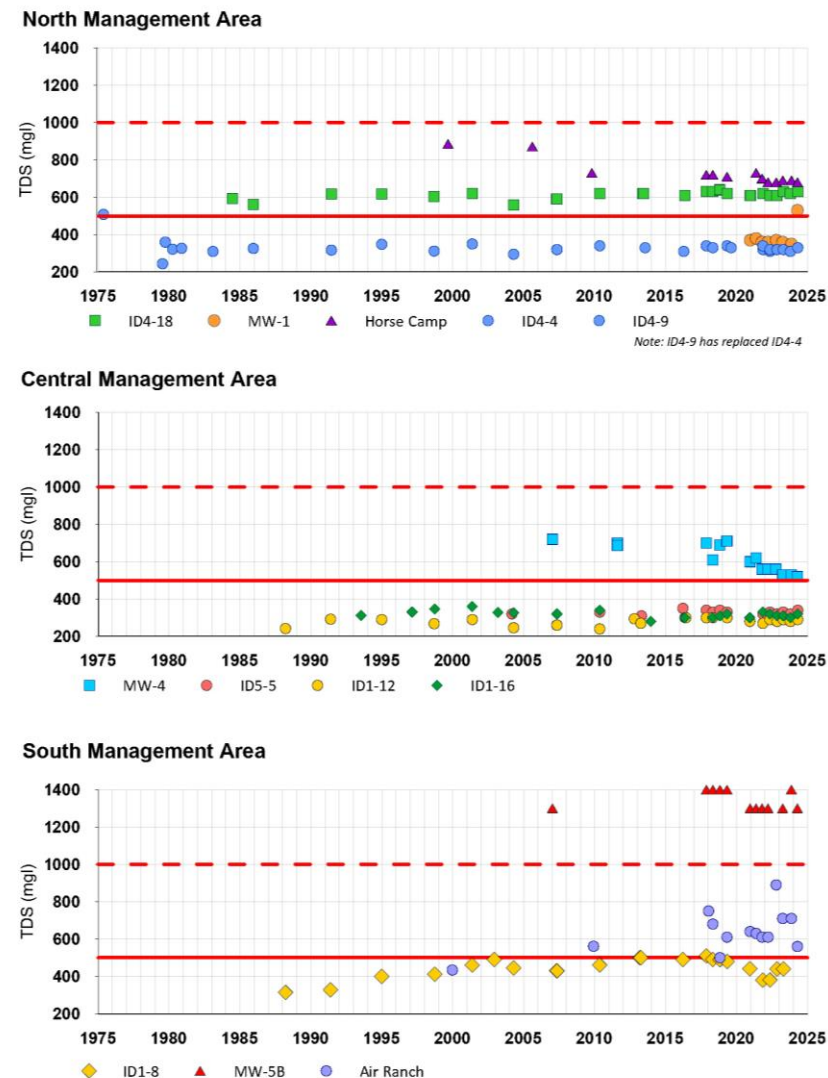 North Management Area
1400
1200
1000
800
600
400
200
TDS (mgl)
1975 1980 1985 1990 1995 2000 2005 2010 2015 2020 2025
ID4-18 MW-1 Horse Camp ID4-4 ID4-9
Note: ID4-9 has replaced ID4-4
Central Management Area
1400
1200
1000
800
600
400
200
TDS (mgl)
1975 1980 1985 1990 1995 2000 2005 2010 2015 2020 2025
MW-4 ID5-5 ID1-12 ID1-16
South Management Area
1400
1200
1000
800
600
400
200
TDS (mgl)
1975 1980 1985 1990 1995 2000 2005 2010 2015 2020 2025
ID1-8 MW-5B Air Ranch